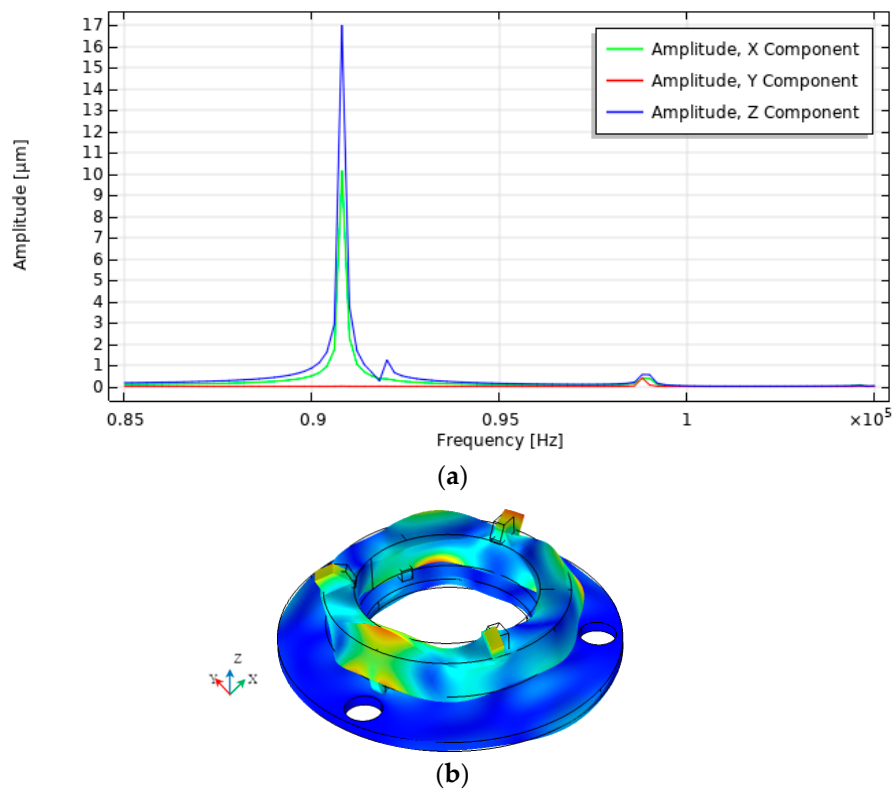 17
16
15
14
13
12
11
10
9
8
7
6
5
4
3
2
1
0
Amplitude [µm]
Amplitude, X Component
Amplitude, Y Component
Amplitude, Z Component
0.85 0.9 0.95 1 ×10⁵
Frequency [Hz]
(a)
Z
Y X
(b)